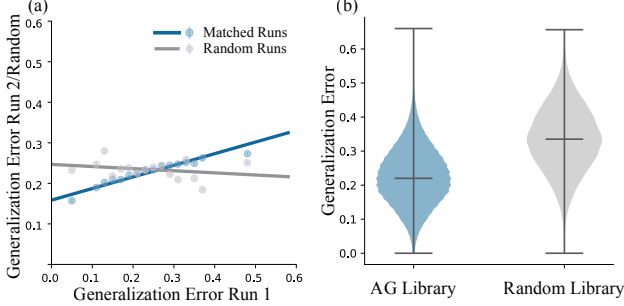 (a)
Generalization Error Run 2/Random
0.6
0.5
0.4
0.3
0.2
0.1
Matched Runs
Random Runs
0.0 0.1 0.2 0.3 0.4 0.5 0.6
Generalization Error Run 1
(b)
Generalization Error
0.6
0.5
0.4
0.3
0.2
0.1
0.0
AG Library Random Library